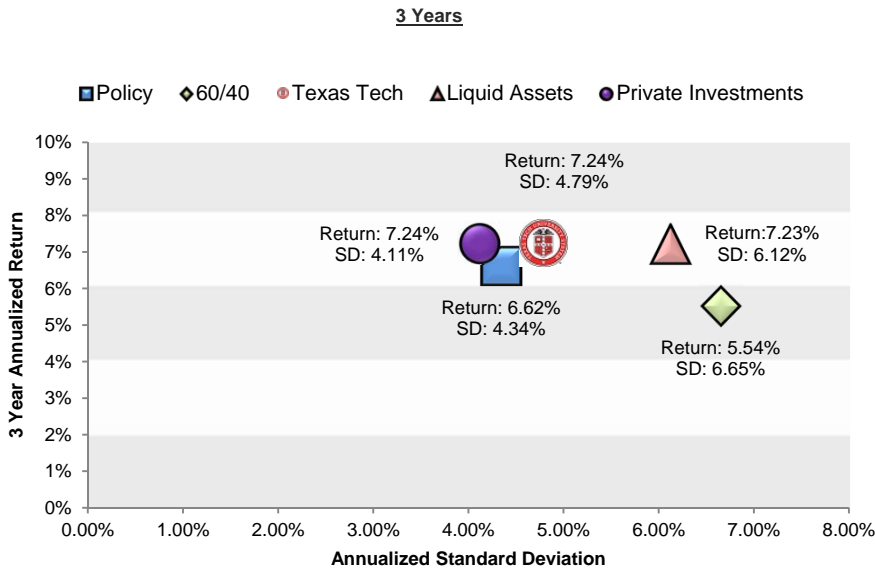 3 Years
Policy 60/40 Texas Tech Liquid Assets Private Investments
10%
9%
8%
7%
6%
5%
4%
3%
2%
1%
0%
3 Year Annualized Return
Return: 7.24%
SD: 4.79%
Return: 7.24%
SD: 4.11%
Return:7.23%
SD: 6.12%
Return: 6.62%
SD: 4.34%
Return: 5.54%
SD: 6.65%
0.00% 1.00% 2.00% 3.00% 4.00% 5.00% 6.00% 7.00% 8.00%
Annualized Standard Deviation